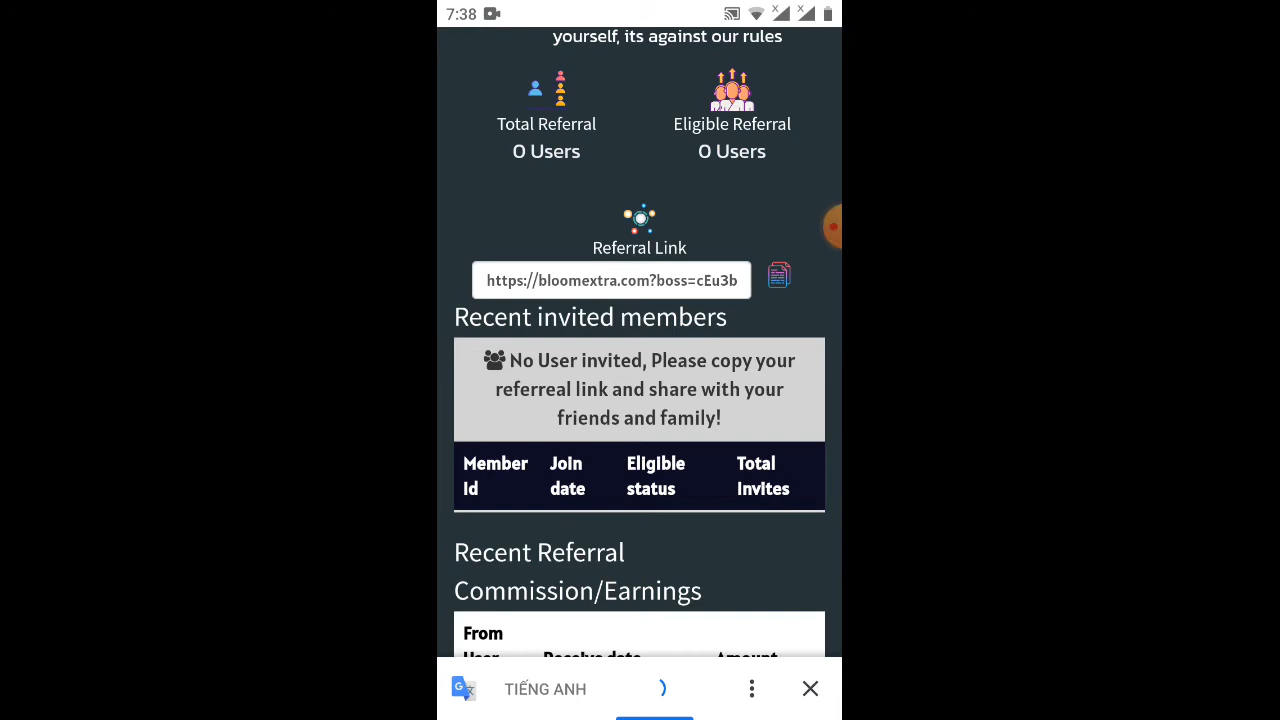 7:38
yourself, its against our rules
Total Referral
Eligible Referral
0 Users
0 Users
Referral Link
https://bloomextra.com?boss=cEu3b
Recent invited members
No User invited, Please copy your
referreal link and share with your
friends and family!
Member Join Eligible Total
Id date status Invites
Recent Referral
Commission/Earnings
From
User Receive date Amount
TIẾNG ANH